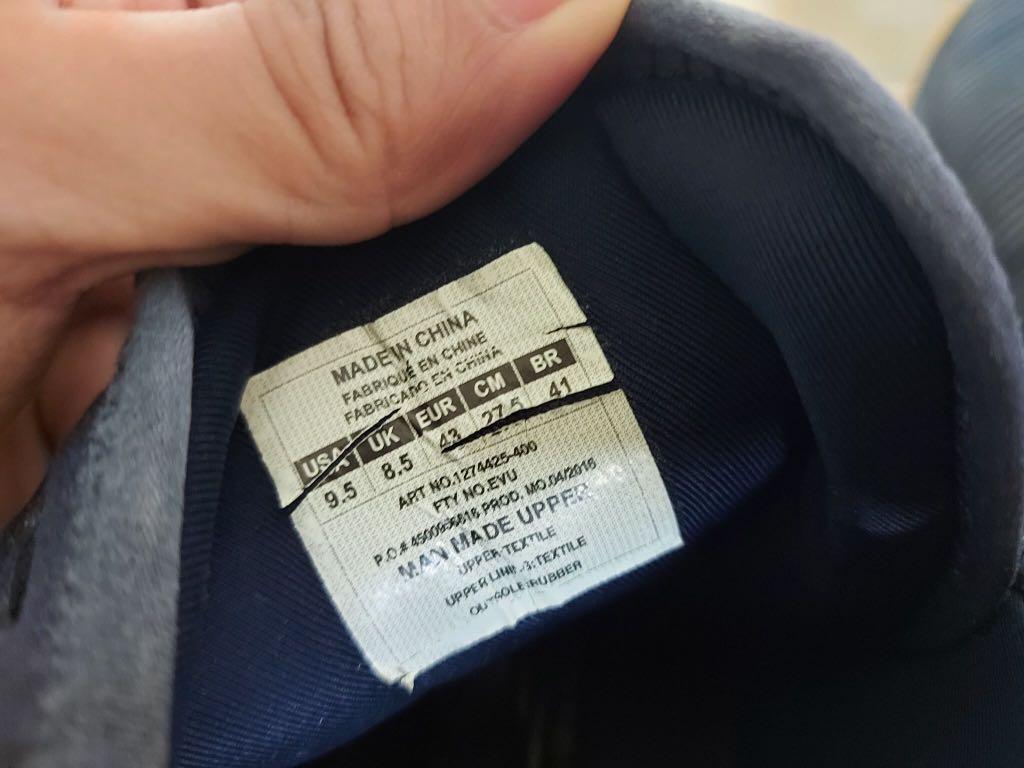 MADE IN CHINA
FABRIQUÉ EN CHINE
FABRICADO EN CHINA
USA UK EUR CM BR
9.5 8.5 43 27.5 41
ART NO.1274425-400
FTY NO.EVU
PROD. MO.04/2016
MAN MADE UPPER
UPPER:TEXTILE
UPPER LINING:TEXTILE
OUTSOLE:RUBBER